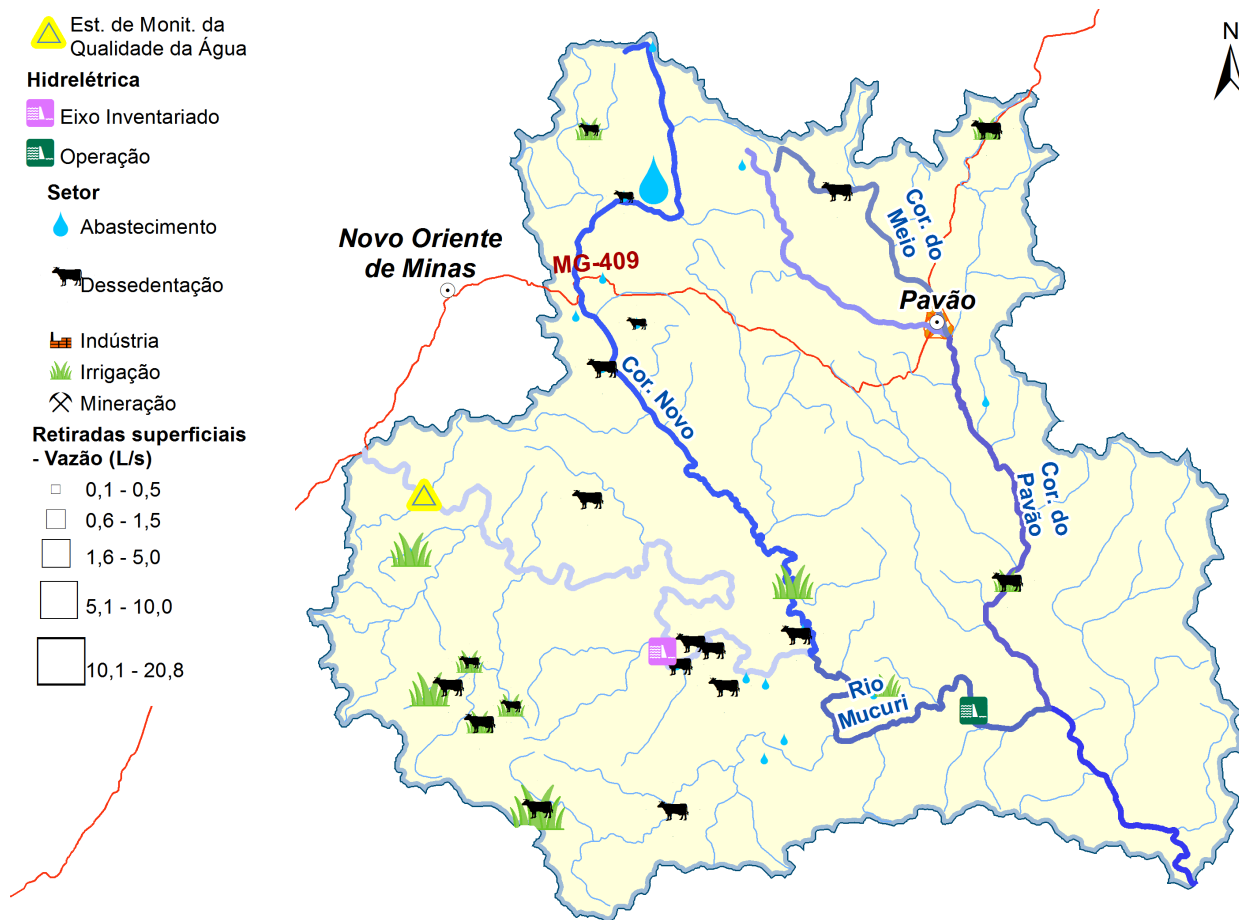 Est. de Monit. da
Qualidade da Água
Hidrelétrica
Eixo Inventariado
Operação
Setor
Abastecimento
Dessedentação
Indústria
Irrigação
Mineração
Retiradas superficiais
- Vazão (L/s)
0,1 - 0,5
0,6 - 1,5
1,6 - 5,0
5,1 - 10,0
10,1 - 20,8
N
Novo Oriente
de Minas
MG-409
Cor. do
Meio
Pavão
Cor. Novo
Cor. do
Pavão
Rio
Mucuri